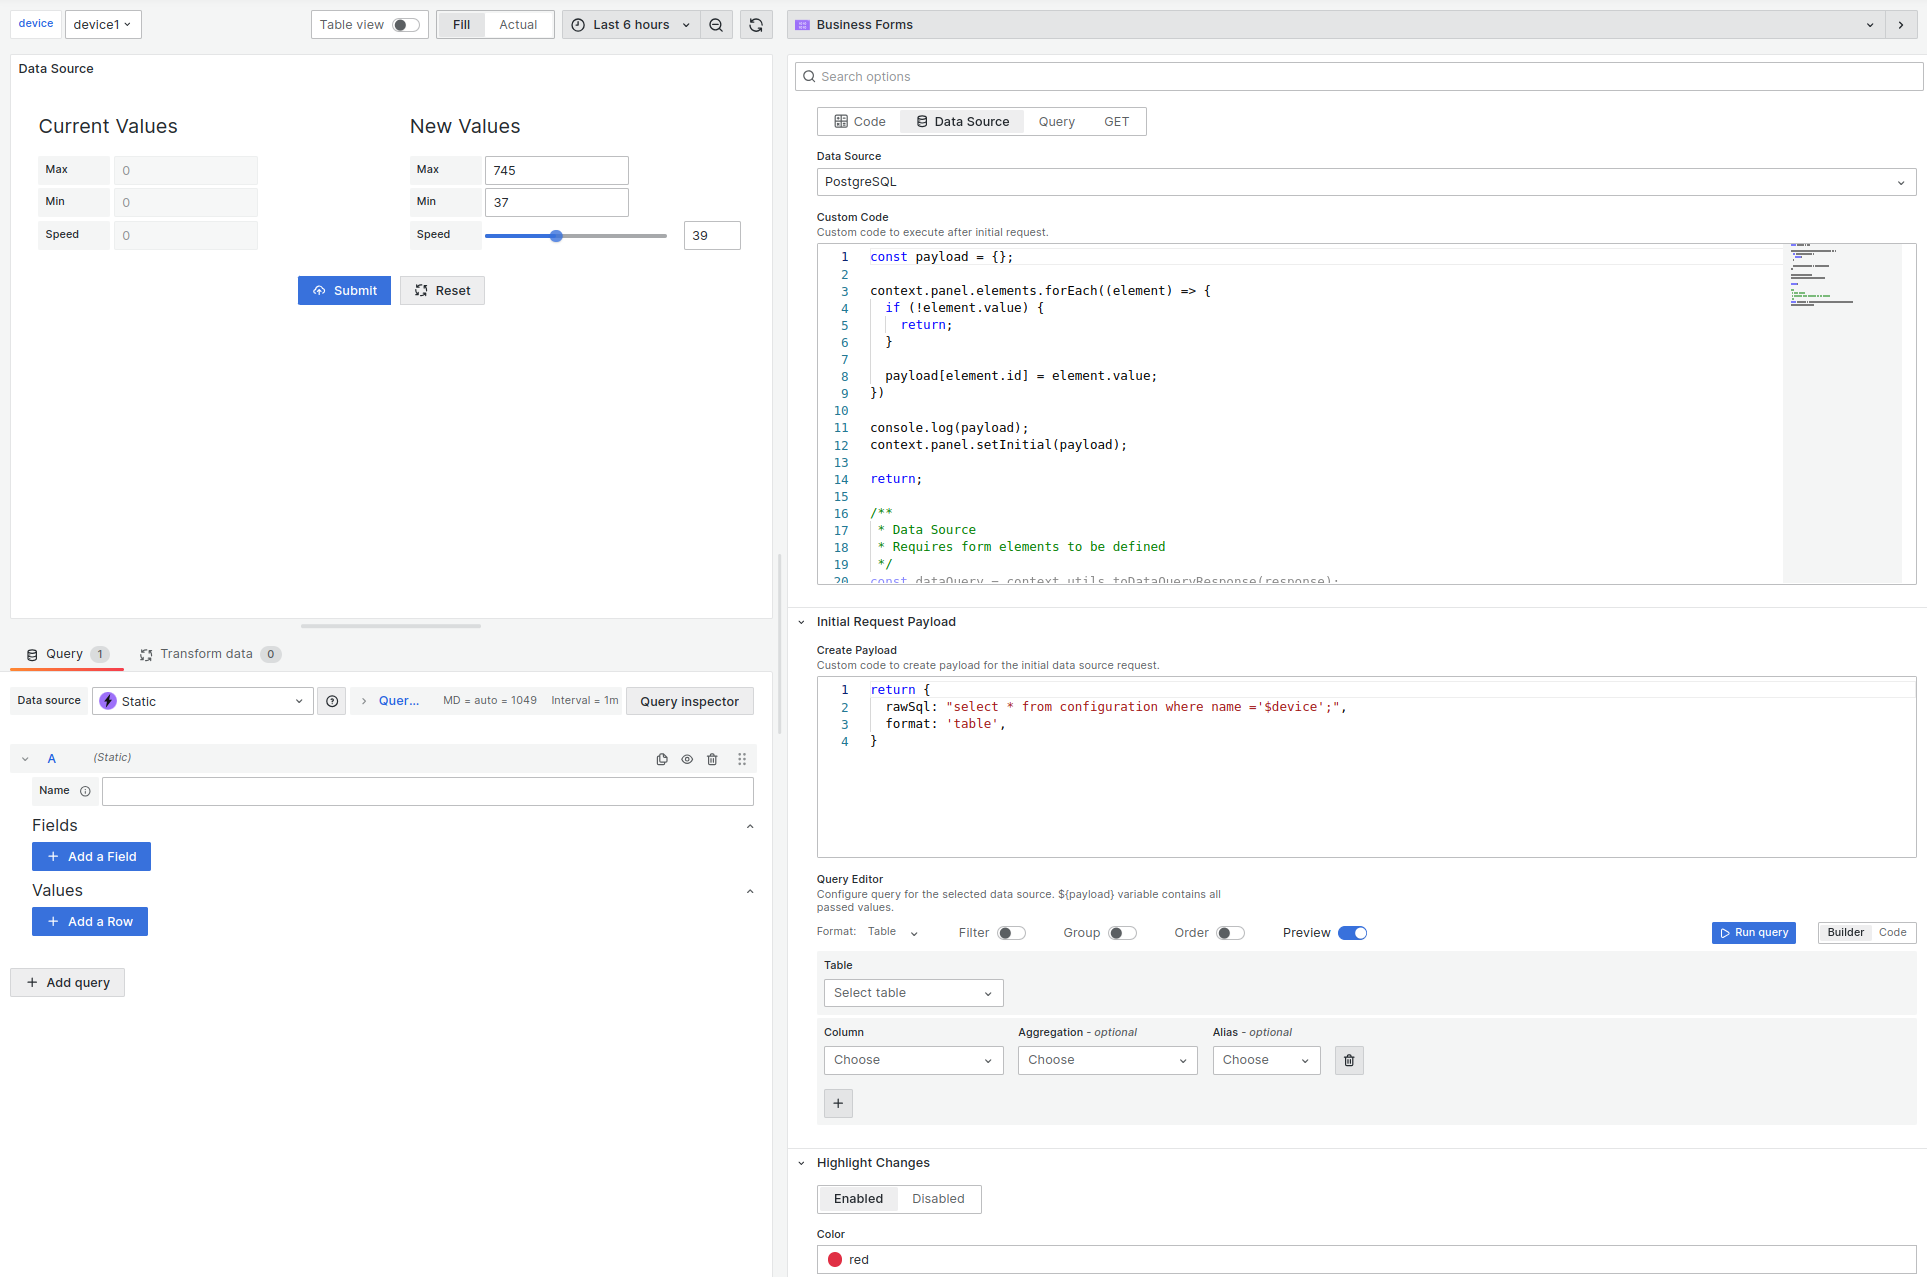 device
device1
Table view
Fill
Actual
Last 6 hours
Business Forms
Data Source
Current Values
New Values
Max
0
Max
745
Min
0
Min
37
Speed
0
Speed
39
Submit
Reset
Query
1
Transform data
0
Data source
Static
Quer...
MD = auto = 1049
Interval = 1m
Query inspector
A
(Static)
Name
Fields
Add a Field
Values
Add a Row
Add query
Search options
Code
Data Source
Query
GET
Data Source
PostgreSQL
Custom Code
Custom code to execute after initial request.
1 const payload = {};
2
3 context.panel.elements.forEach((element) => {
4 if (!element.value) {
5 return;
6 }
7
8 payload[element.id] = element.value;
9 })
10
11 console.log(payload);
12 context.panel.setInitial(payload);
13
14 return;
15
16 /**
17 * Data Source
18 * Requires form elements to be defined
19 */
20 const dataQuery = context.utils.toDataQueryResponse(response);
Initial Request Payload
Create Payload
Custom code to create payload for the initial data source request.
1 return {
2 rawSql: "select * from configuration where name ='$device';",
3 format: 'table',
4 }
Query Editor
Configure query for the selected data source. ${payload} variable contains all
passed values.
Format: Table
Filter
Group
Order
Preview
Run query
Builder
Code
Table
Select table
Column
Aggregation - optional
Alias - optional
Choose
Choose
Choose
Highlight Changes
Enabled
Disabled
Color
red